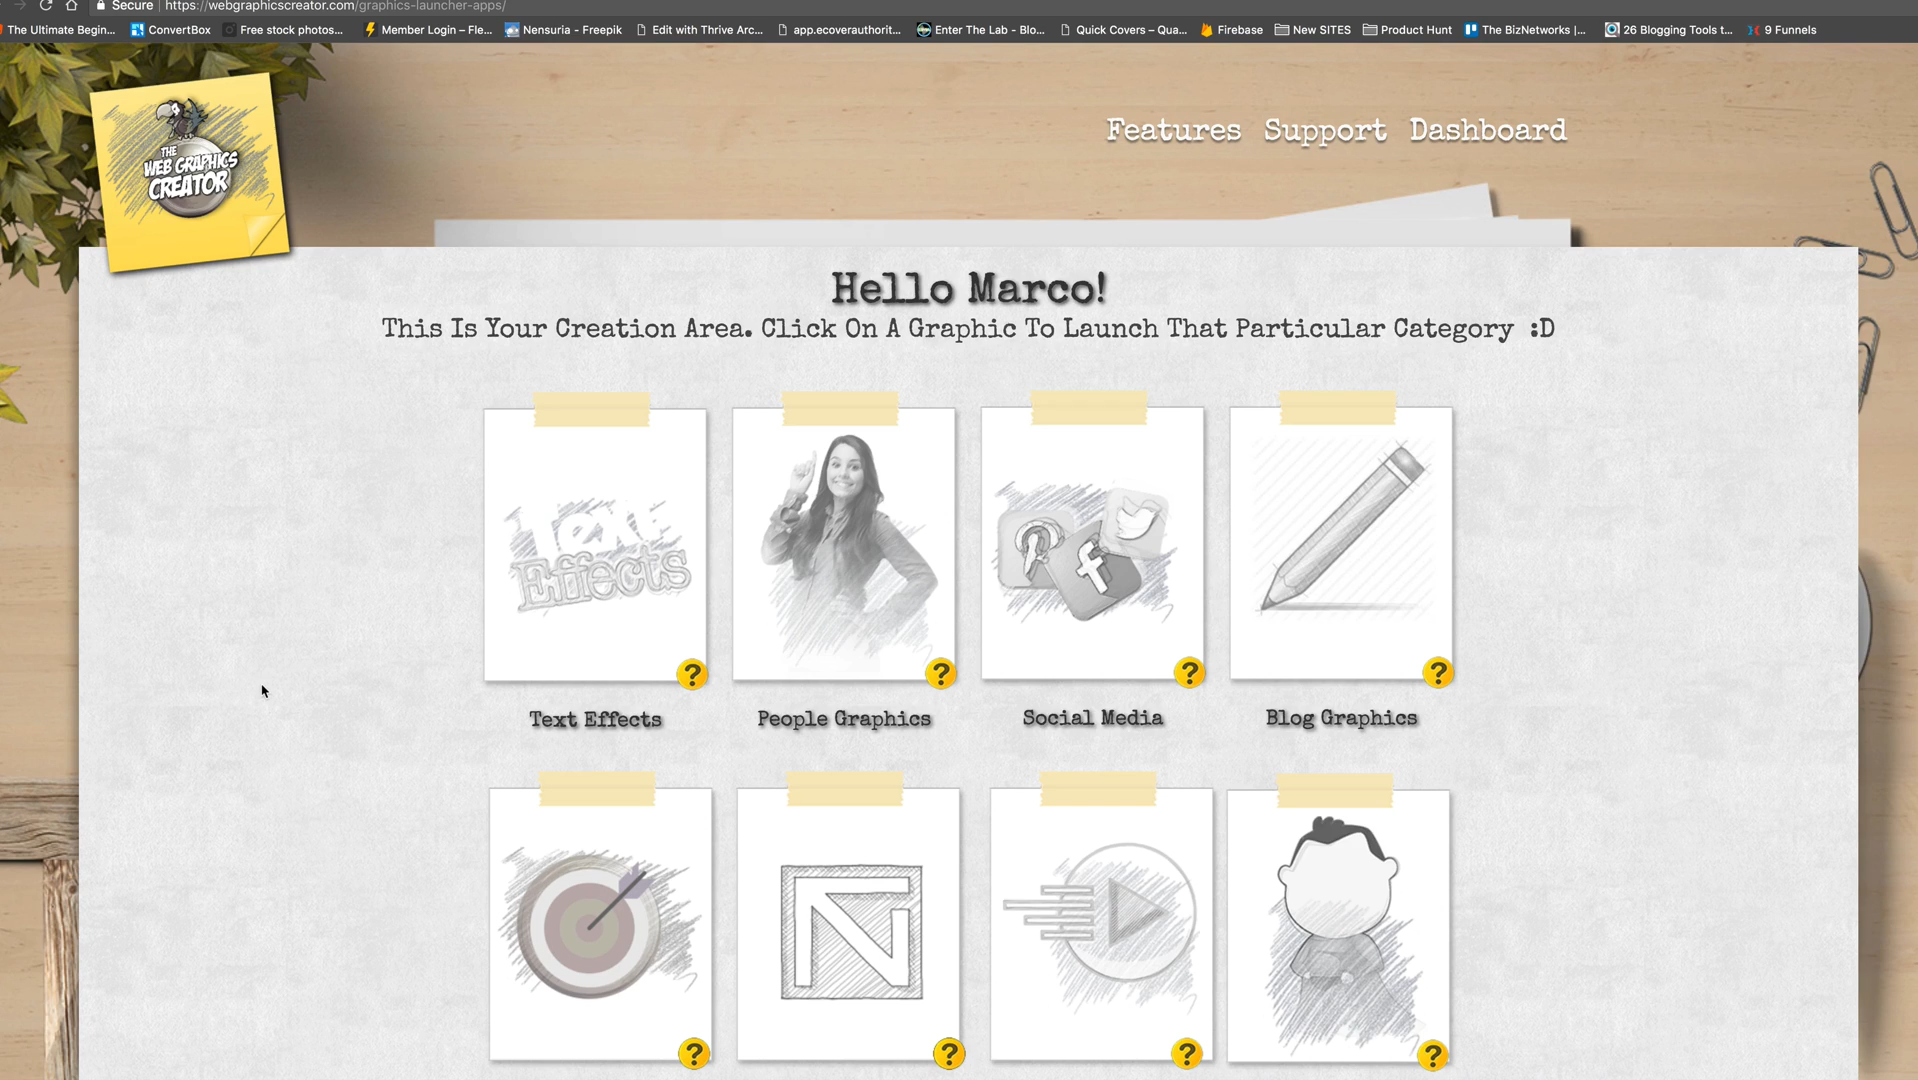 Secure https://webgraphicscreator.com/graphics-launcher-apps/
The Ultimate Begin... ConvertBox Free stock photos... Member Login – Fle... Nensuria - Freepik Edit with Thrive Arc... app.ecoverauthorit... Enter The Lab - Blo... Quick Covers – Qua... Firebase New SITES Product Hunt The BizNetworks |... 26 Blogging Tools t... 9 Funnels
THE
WEB GRAPHICS
CREATOR
Features Support Dashboard
Hello Marco!
This Is Your Creation Area. Click On A Graphic To Launch That Particular Category :D
Text
Effects
? ? ? ?
Text Effects People Graphics Social Media Blog Graphics
? ? ? ?